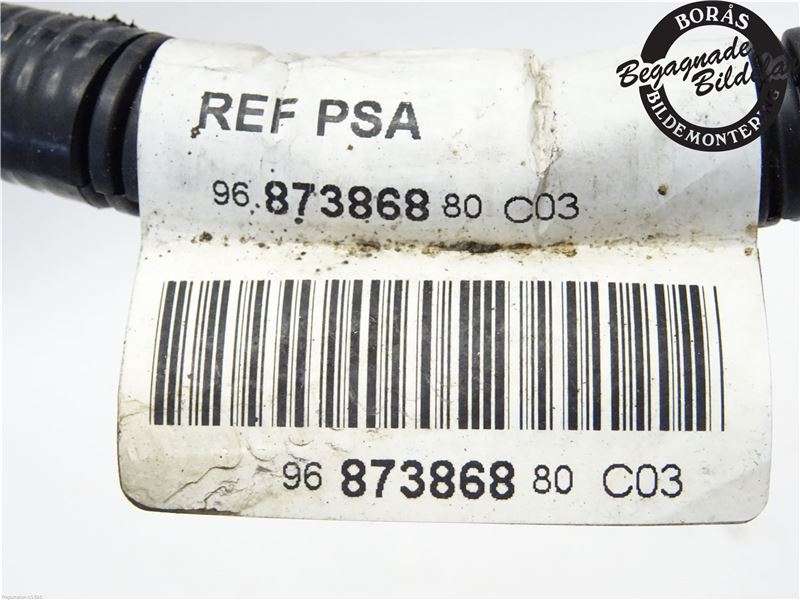 BORÅS
Begagnade
Bildelar
BILDEMONTERING
REF PSA
96.873868 80 C03
96 873868 80 C03